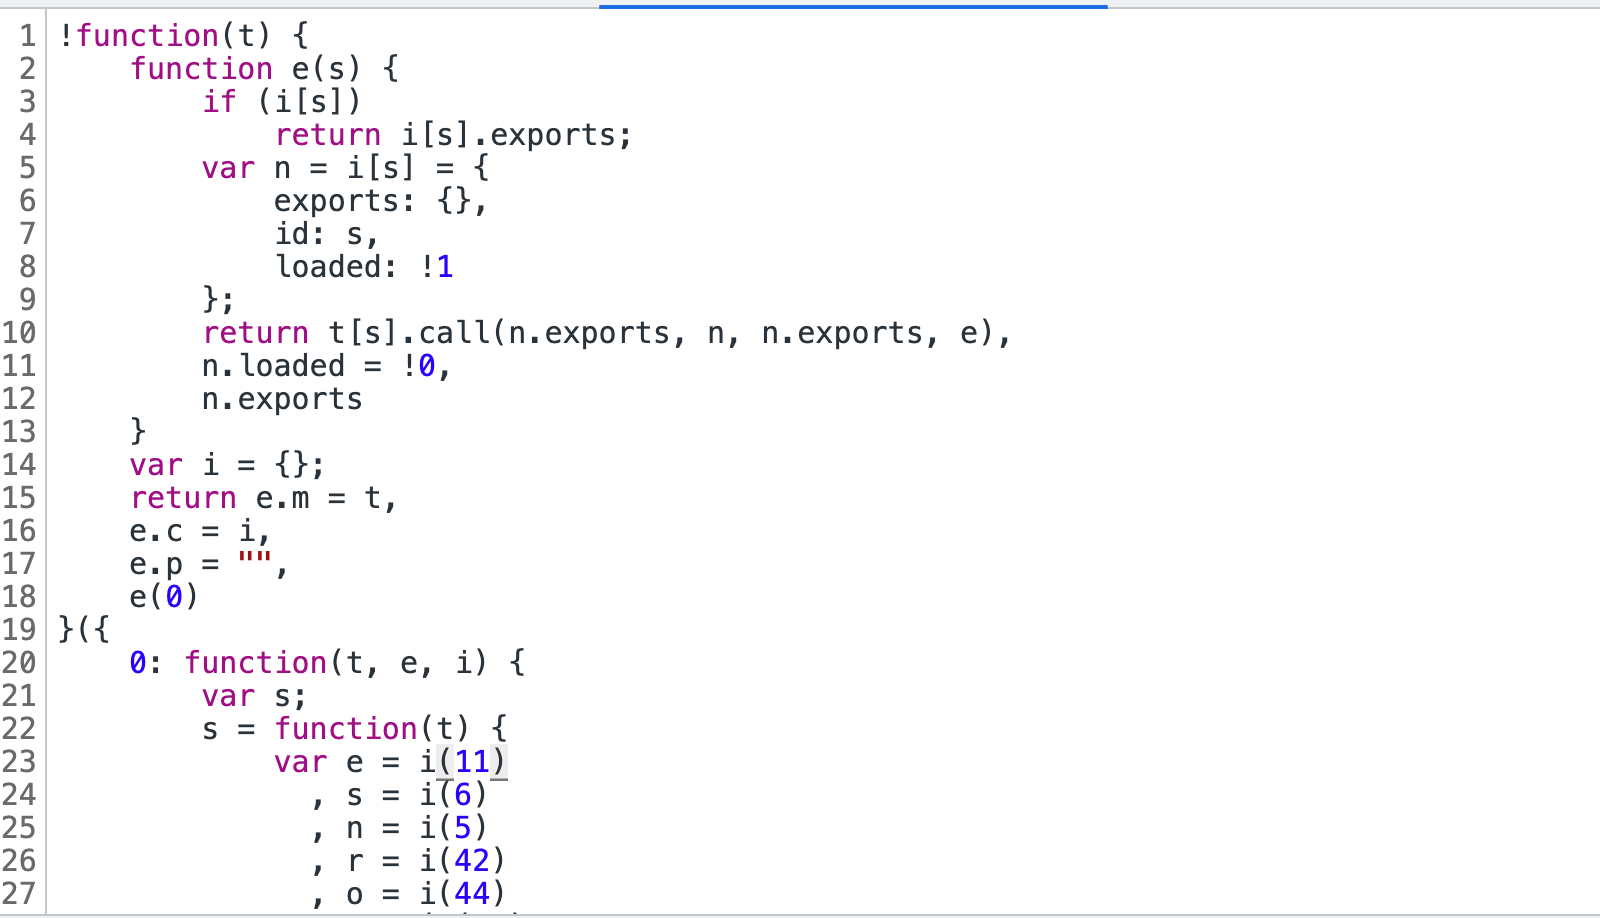 1 !function(t) {
2 function e(s) {
3 if (i[s])
4 return i[s].exports;
5 var n = i[s] = {
6 exports: {},
7 id: s,
8 loaded: !1
9 };
10 return t[s].call(n.exports, n, n.exports, e),
11 n.loaded = !0,
12 n.exports
13 }
14 var i = {};
15 return e.m = t,
16 e.c = i,
17 e.p = "",
18 e(0)
19 }({
20 0: function(t, e, i) {
21 var s;
22 s = function(t) {
23 var e = i(11)
24 , s = i(6)
25 , n = i(5)
26 , r = i(42)
27 , o = i(44)